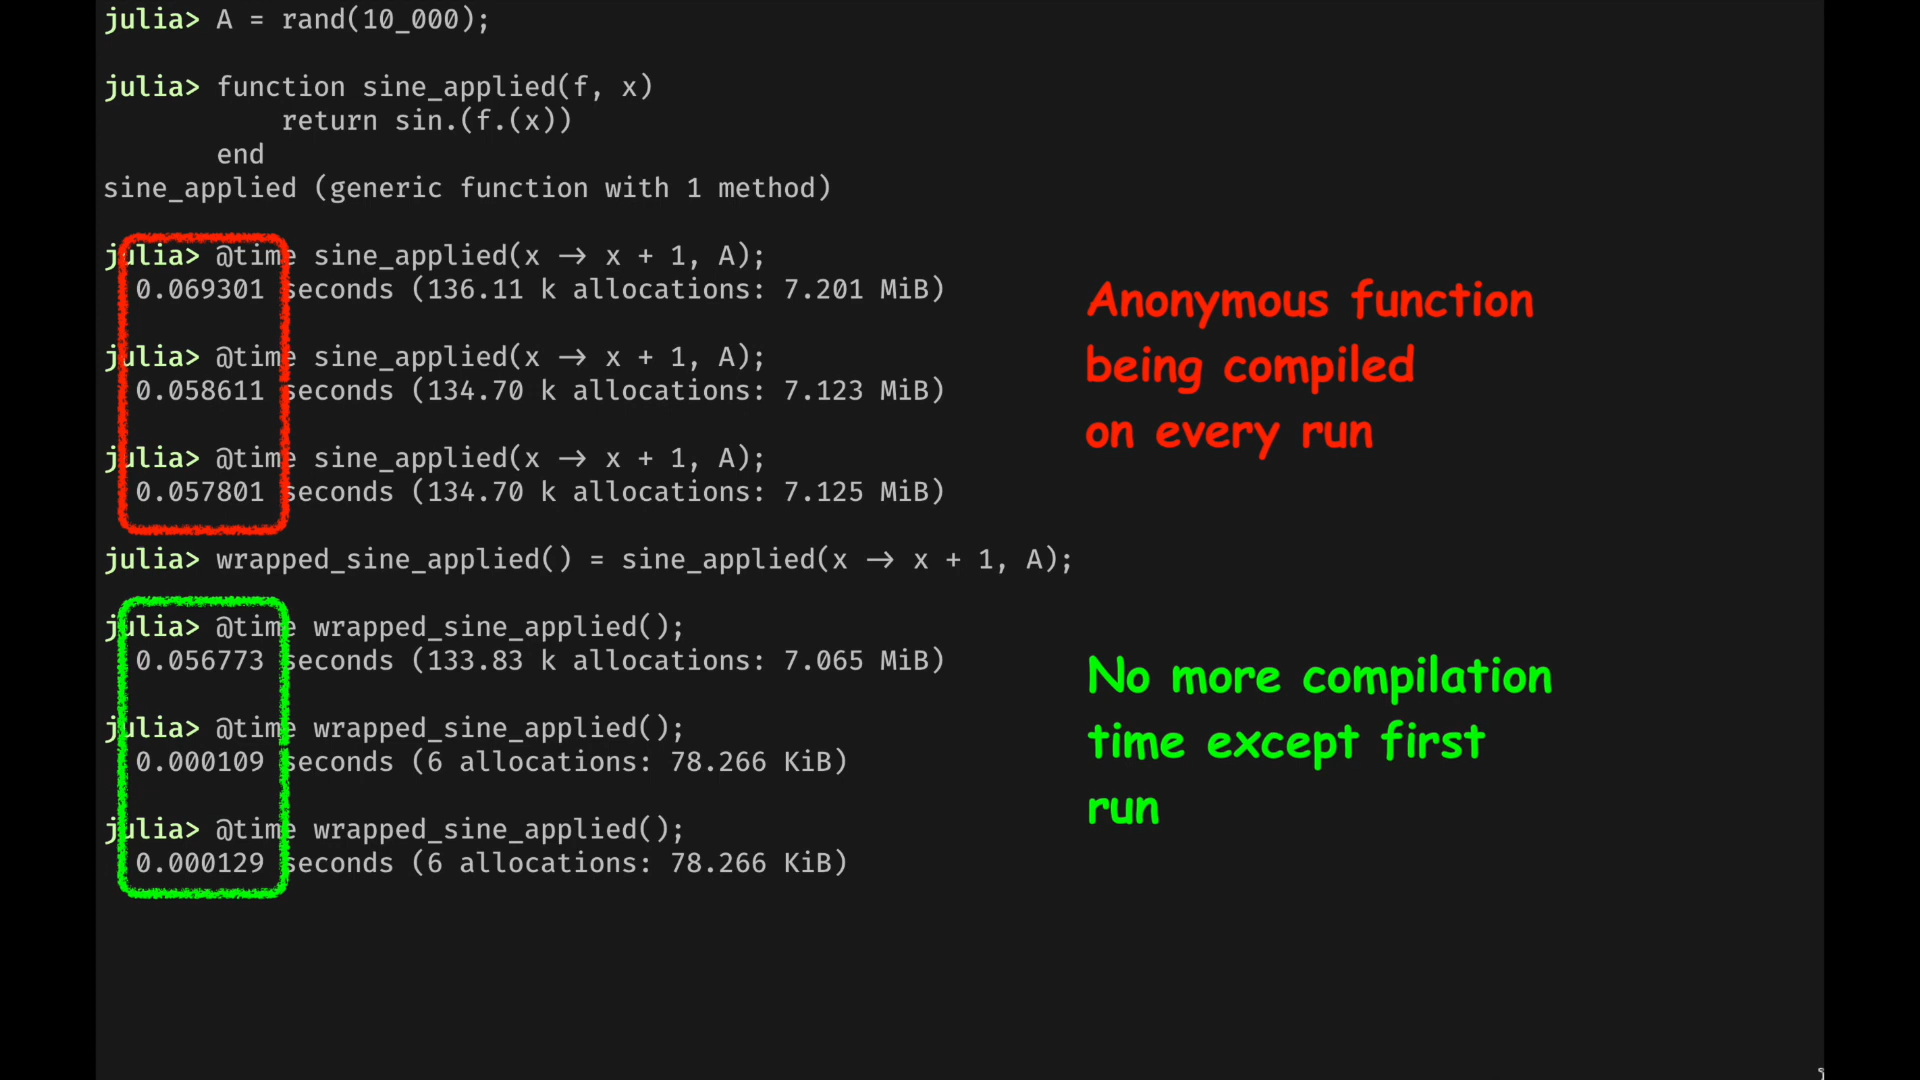 julia> A = rand(10_000);
julia> function sine_applied(f, x)
return sin.(f.(x))
end
sine_applied (generic function with 1 method)
julia> @time sine_applied(x → x + 1, A);
0.069301 seconds (136.11 k allocations: 7.201 MiB)
julia> @time sine_applied(x → x + 1, A);
0.058611 seconds (134.70 k allocations: 7.123 MiB)
julia> @time sine_applied(x → x + 1, A);
0.057801 seconds (134.70 k allocations: 7.125 MiB)
Anonymous function
being compiled
on every run
julia> wrapped_sine_applied() = sine_applied(x → x + 1, A);
julia> @time wrapped_sine_applied();
0.056773 seconds (133.83 k allocations: 7.065 MiB)
julia> @time wrapped_sine_applied();
0.000109 seconds (6 allocations: 78.266 KiB)
julia> @time wrapped_sine_applied();
0.000129 seconds (6 allocations: 78.266 KiB)
No more compilation
time except first
run